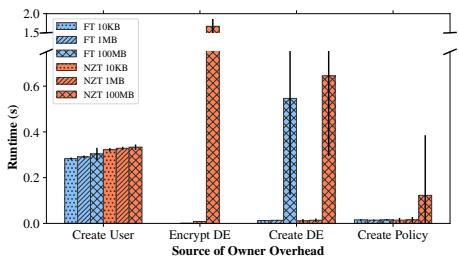 2.0
1.5
0.6
0.4
0.2
0.0
Runtime (s)
FT 10KB
FT 1MB
FT 100MB
NZT 10KB
NZT 1MB
NZT 100MB
Create User
Encrypt DE
Create DE
Create Policy
Source of Owner Overhead